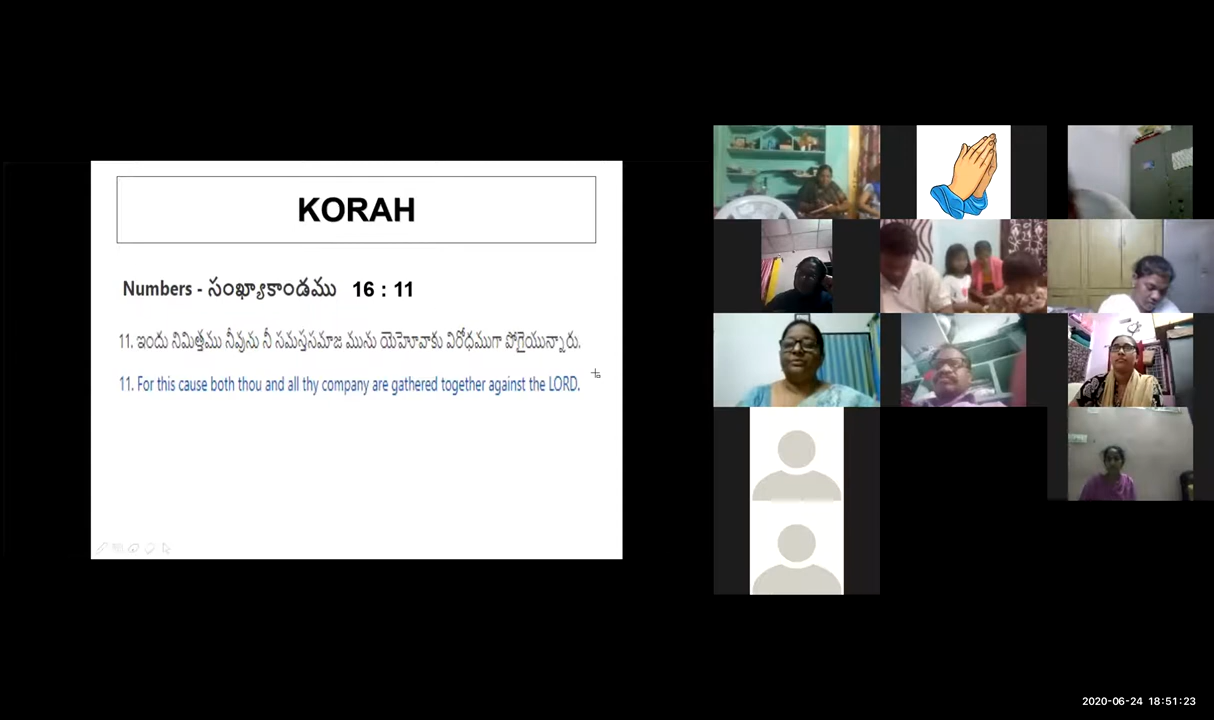 KORAH
Numbers - సంఖ్యాకాండము 16 : 11
11. ఇందు నిమిత్తము నీవును నీ సమస్తసమాజ మును యెహోవాకు విరోధముగా పోగైయున్నారు.
11. For this cause both thou and all thy company are gathered together against the LORD.
2020-06-24 18:51:23